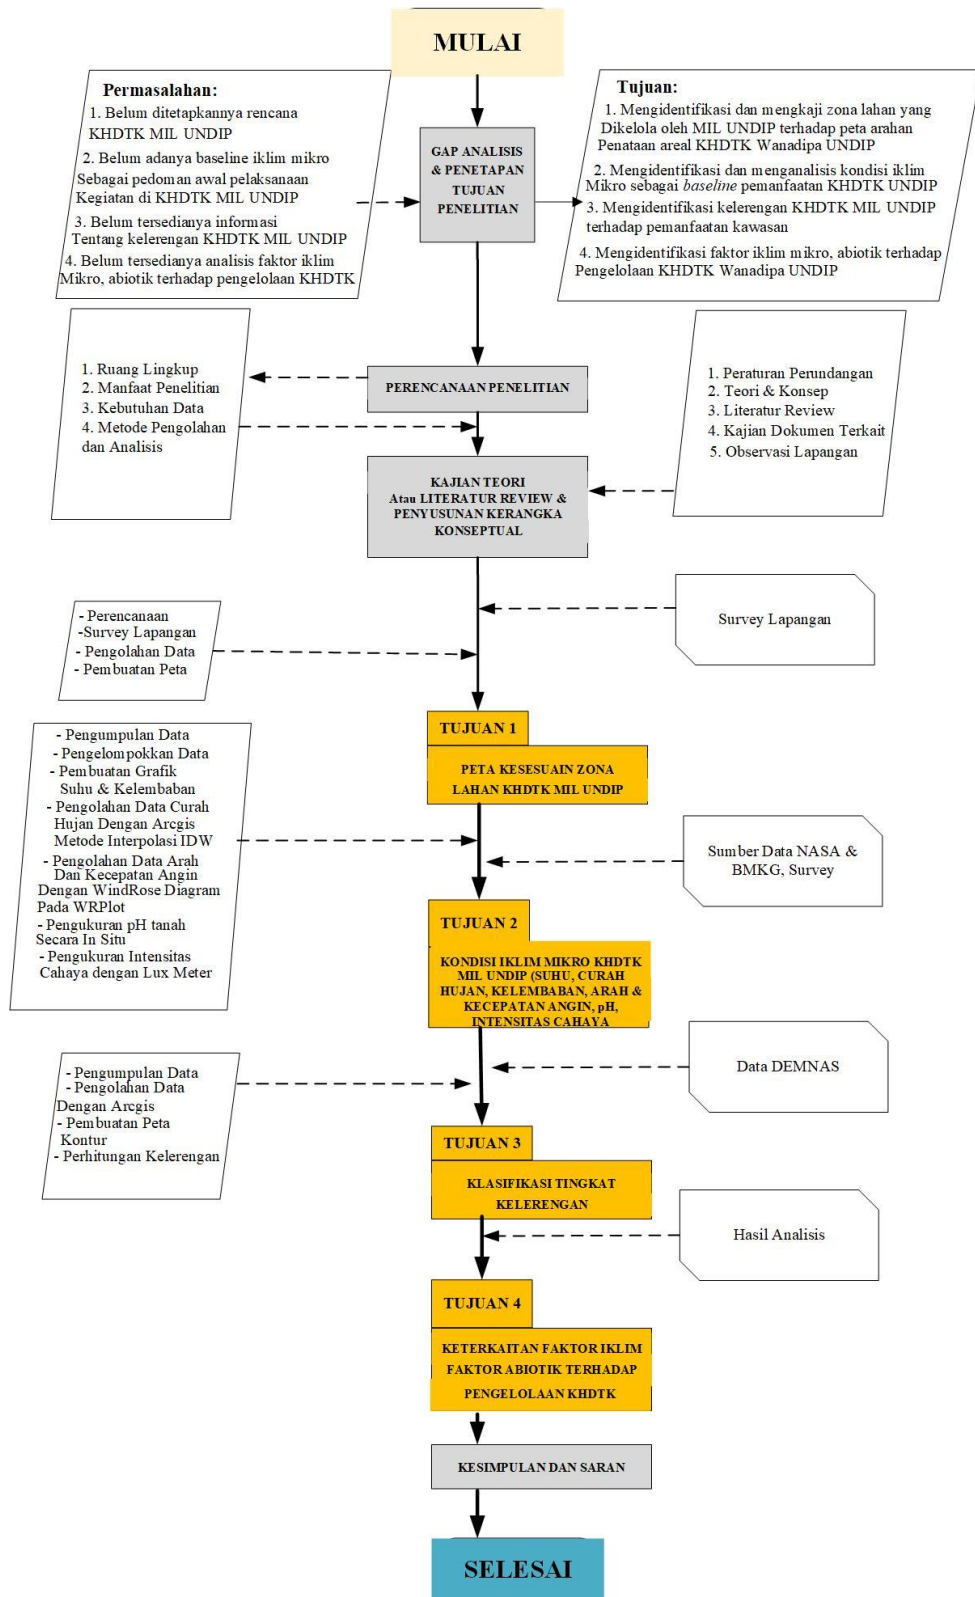 MULAI
Permasalahan:
1. Belum ditetapkannya rencana
KHDTK MIL UNDIP
2. Belum adanya baseline iklim mikro
Sebagai pedoman awal pelaksanaan
Kegiatan di KHDTK MIL UNDIP
3. Belum tersedianya informasi
Tentang kelerengan KHDTK MIL UNDIP
4. Belum tersedianya analisis faktor iklim
Mikro, abiotik terhadap pengelolaan KHDTK
GAP ANALISIS
& PENETAPAN
TUJUAN
PENELITIAN
Tujuan:
1. Mengidentifikasi dan mengkaji zona lahan yang
Dikelola oleh MIL UNDIP terhadap peta arahan
Penataan areal KHDTK Wanadipa UNDIP
2. Mengidentifikasi dan menganalisis kondisi iklim
Mikro sebagai baseline pemanfaatan KHDTK UNDIP
3. Mengidentifikasi kelerengan KHDTK MIL UNDIP
terhadap pemanfaatan kawasan
4. Mengidentifikasi faktor iklim mikro, abiotik terhadap
Pengelolaan KHDTK Wanadipa UNDIP
1. Ruang Lingkup
2. Manfaat Penelitian
3. Kebutuhan Data
4. Metode Pengolahan
dan Analisis
PERENCANAAN PENELITIAN
1. Peraturan Perundangan
2. Teori & Konsep
3. Literatur Review
4. Kajian Dokumen Terkait
5. Observasi Lapangan
KAJIAN TEORI
Atau LITERATUR REVIEW &
PENYUSUNAN KERANGKA
KONSEPTUAL
Survey Lapangan
- Perencanaan
-Survey Lapangan
- Pengolahan Data
- Pembuatan Peta
TUJUAN 1
PETA KESESUAIN ZONA
LAHAN KHDTK MIL UNDIP
- Pengumpulan Data
- Pengelompokkan Data
- Pembuatan Grafik
Suhu & Kelembaban
- Pengolahan Data Curah
Hujan Dengan Arcgis
Metode Interpolasi IDW
- Pengolahan Data Arah
Dan Kecepatan Angin
Dengan WindRose Diagram
Pada WRPlot
- Pengukuran pH tanah
Secara In Situ
- Pengukuran Intensitas
Cahaya dengan Lux Meter
Sumber Data NASA &
BMKG, Survey
TUJUAN 2
KONDISI IKLIM MIKRO KHDTK
MIL UNDIP (SUHU, CURAH
HUJAN, KELEMBABAN, ARAH &
KECEPATAN ANGIN, pH,
INTENSITAS CAHAYA
Data DEMNAS
- Pengumpulan Data
- Pengolahan Data
Dengan Arcgis
- Pembuatan Peta
Kontur
- Perhitungan Kelerengan
TUJUAN 3
KLASIFIKASI TINGKAT
KELERENGAN
Hasil Analisis
TUJUAN 4
KETERKAITAN FAKTOR IKLIM
FAKTOR ABIOTIK TERHADAP
PENGELOLAAN KHDTK
KESIMPULAN DAN SARAN
SELESAI